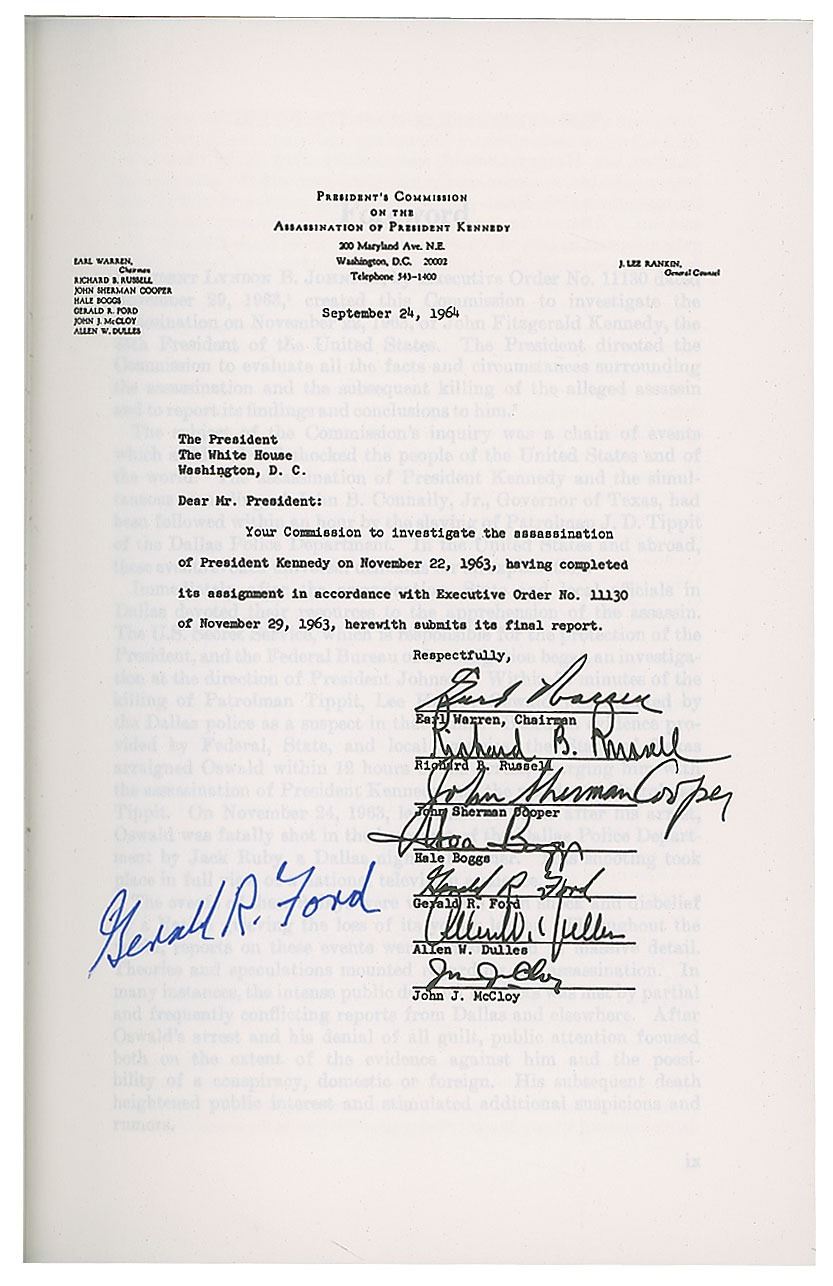 PRESIDENT'S COMMISSION
ON THE
ASSASSINATION OF PRESIDENT KENNEDY
200 Maryland Ave. N.E.
Washington, D.C. 20002
Telephone 543-1400
EARL WARREN,
Chairman
RICHARD B. RUSSELL
JOHN SHERMAN COOPER
HALE BOGGS
GERALD R. FORD
JOHN J. McCLOY
ALLEN W. DULLES
J. LEE RANKIN,
General Counsel
September 24, 1964
The President
The White House
Washington, D. C.
Dear Mr. President:
Your Commission to investigate the assassination
of President Kennedy on November 22, 1963, having completed
its assignment in accordance with Executive Order No. 11130
of November 29, 1963, herewith submits its final report.
Respectfully,
Earl Warren
Earl Warren, Chairman
Richard B. Russell
Richard B. Russell
John Sherman Cooper
John Sherman Cooper
Hale Boggs
Hale Boggs
Gerald R. Ford
Gerald R. Ford
Allen W. Dulles
Allen W. Dulles
John J. McCloy
John J. McCloy
Gerald R. Ford